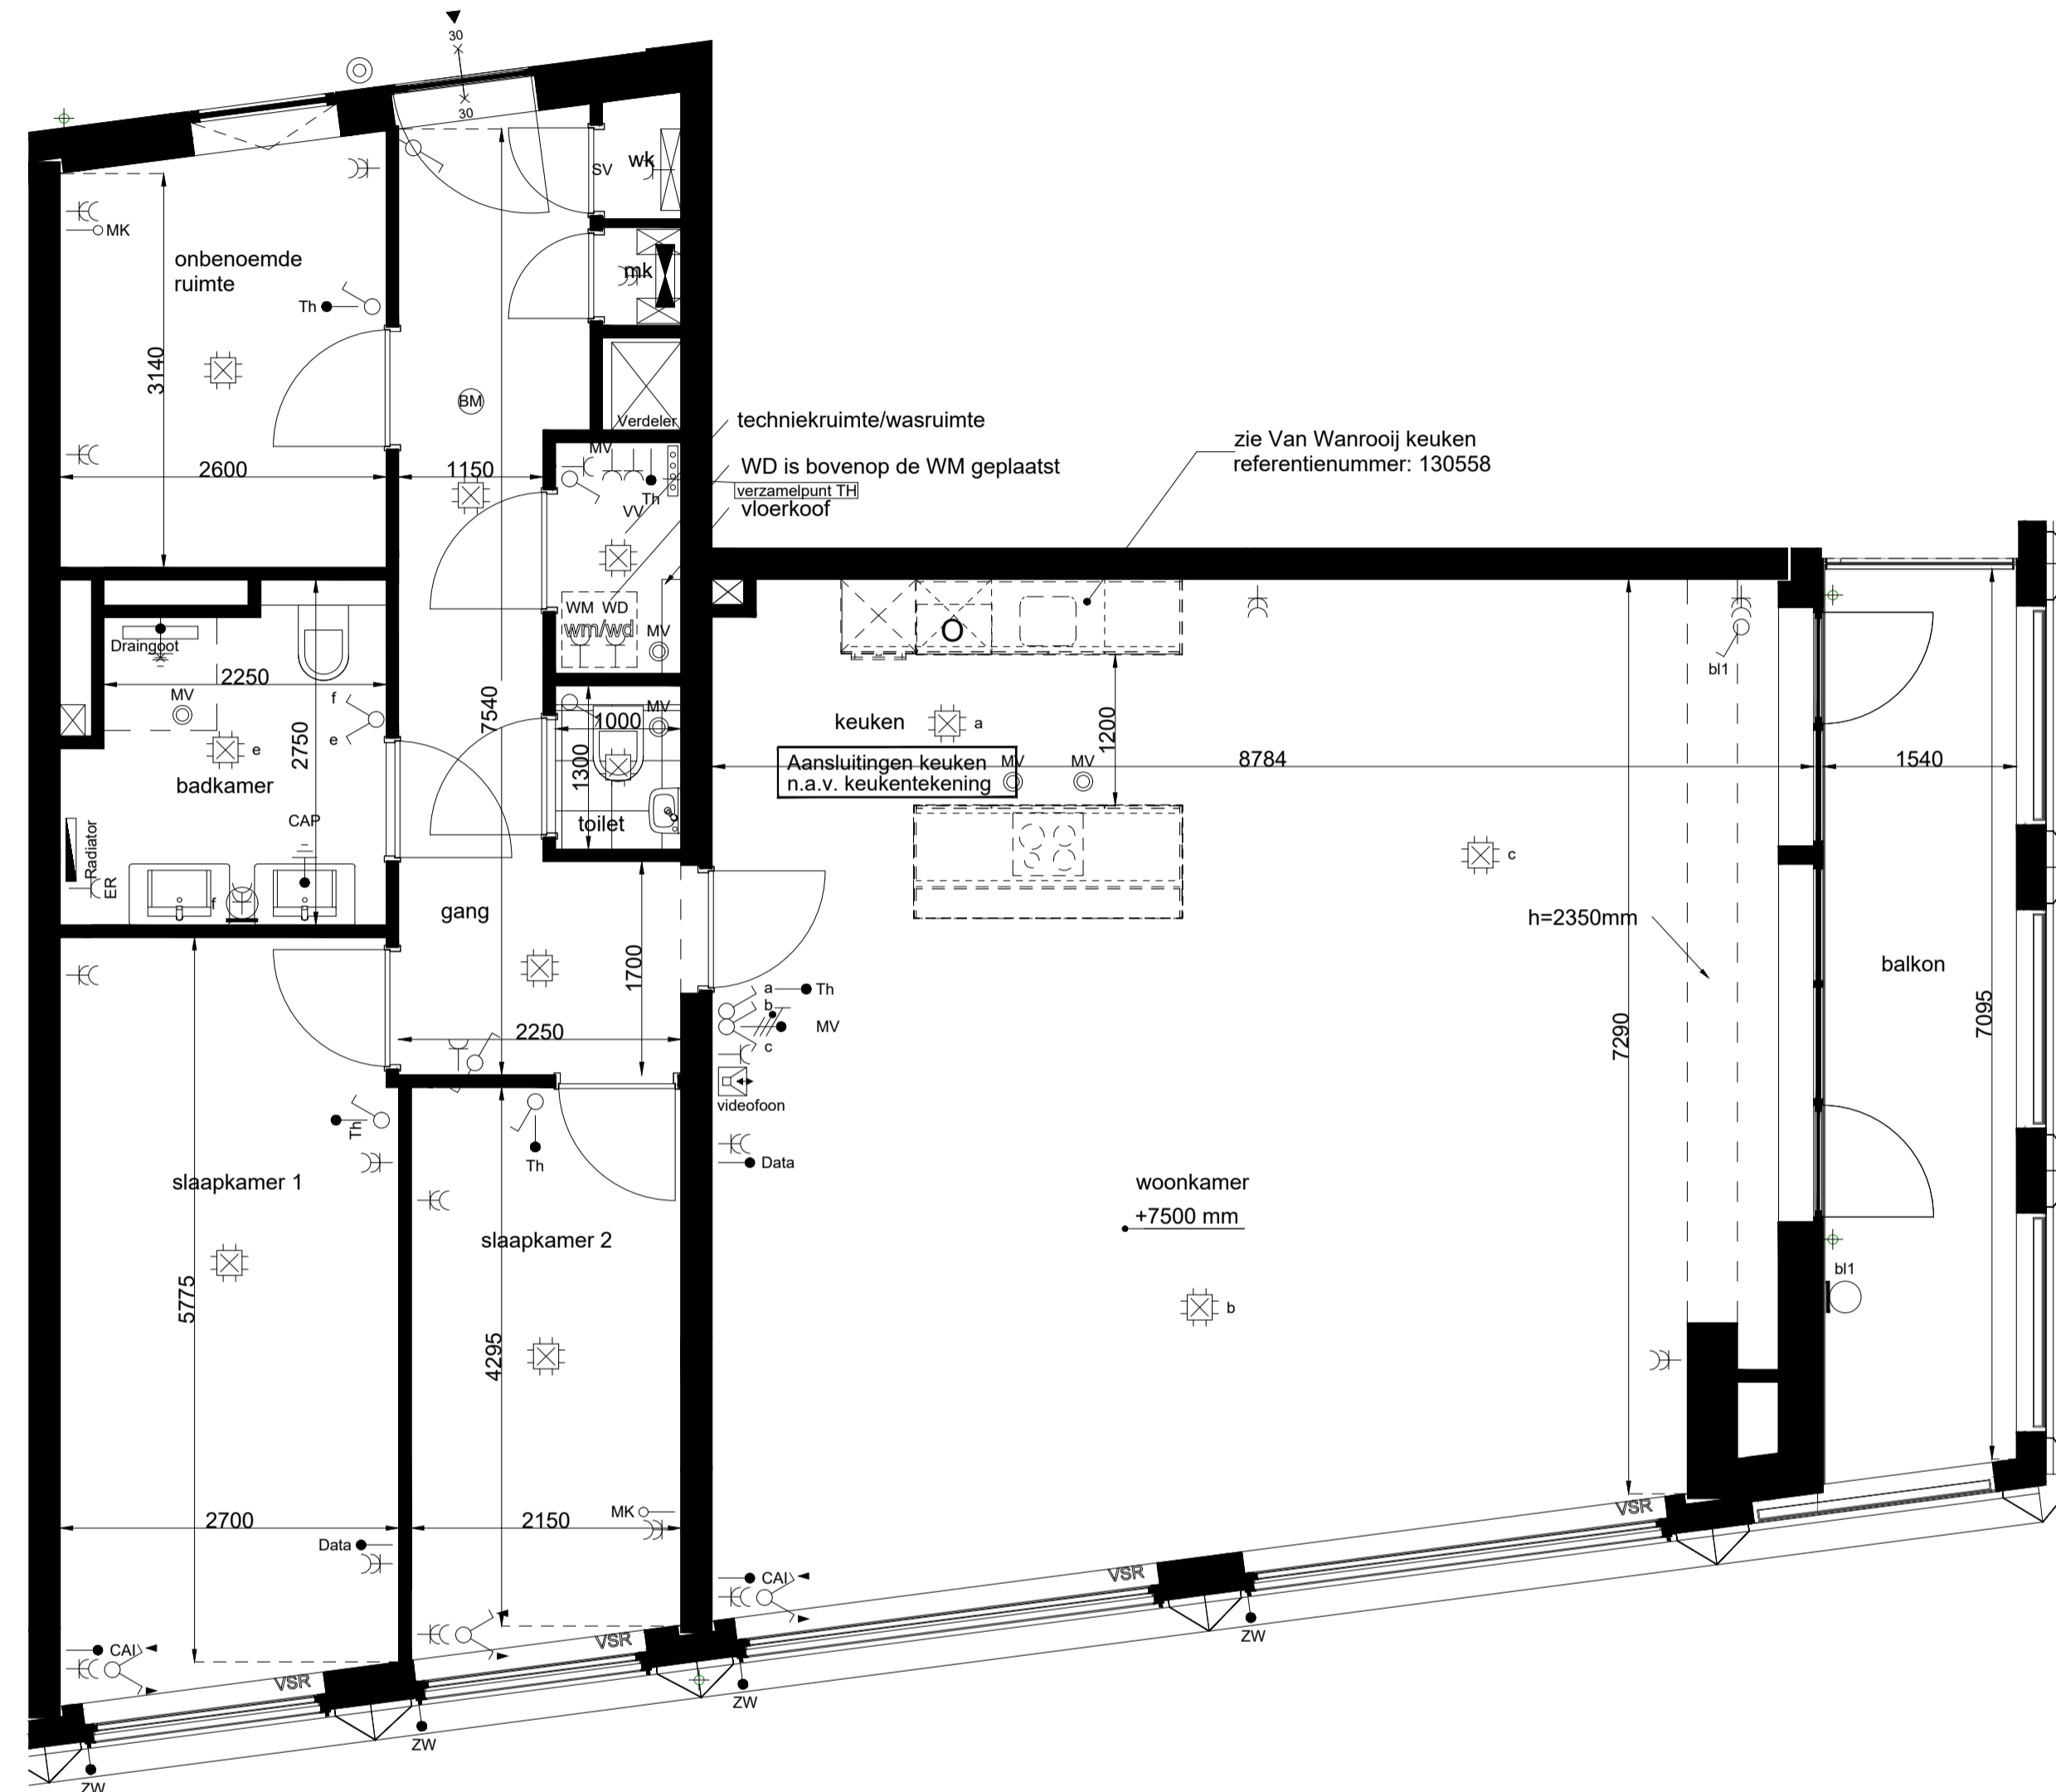 30
30
SV
wk
MK
mk
onbenoemde
ruimte
Th
3140
BM
Verdeler
techniekruimte/wasruimte
zie Van Wanrooij keuken
referentienummer: 130558
MV
2600
1150
WD is bovenop de WM geplaatst
verzamelpunt TH
Th
VV
vloerkoof
WM WD
wm/wd
MV
Draingoot
2250
O
bl1
MV
f
e
e
2750
7540
MV
1000
1300
keuken
a
1200
Aansluitingen keuken
n.a.v. keukentekening
MV
MV
8784
1540
badkamer
CAP
toilet
Radiator
ER
f
c
gang
h=2350mm
1700
balkon
a
Th
b
MV
c
2250
7290
7095
videofoon
Th
Th
Data
slaapkamer 1
woonkamer
+7500 mm
slaapkamer 2
bl1
5775
b
4295
MK
2700
2150
VSR
Data
VSR
CAI
ZW
CAI
VSR
VSR
ZW
ZW
ZW